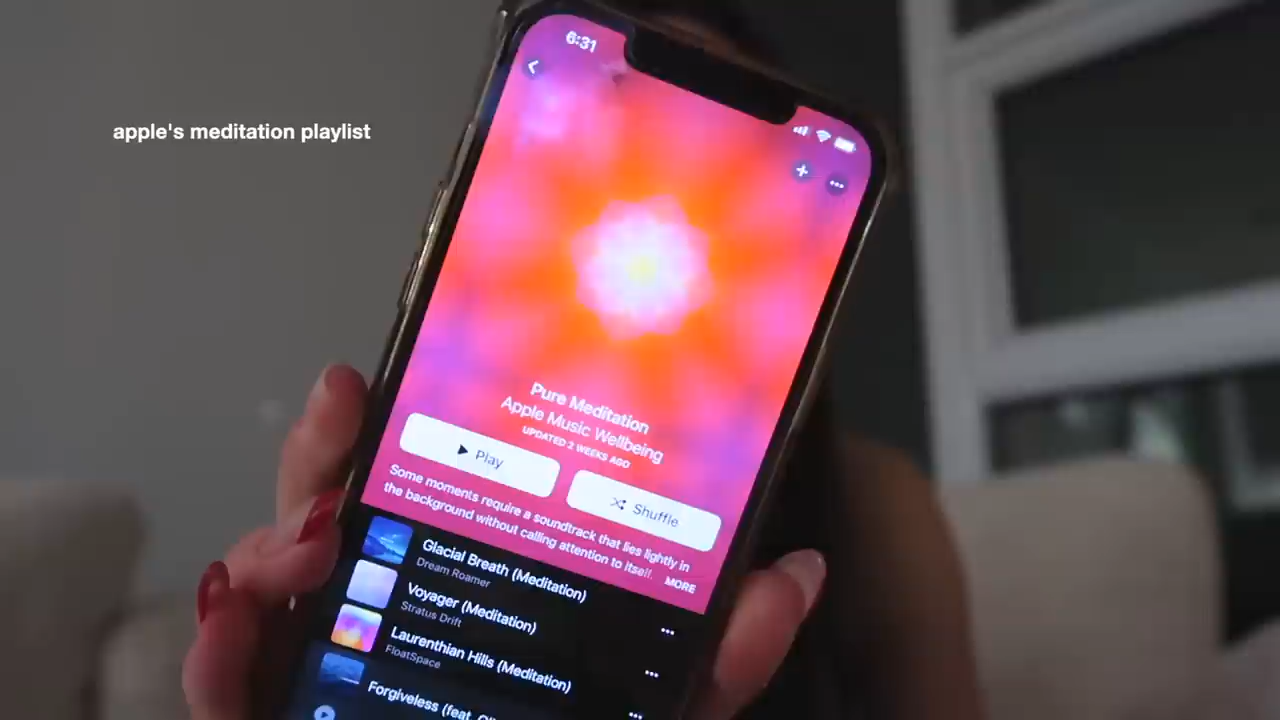 apple's meditation playlist
6:31
Pure Meditation
Apple Music Wellbeing
UPDATED 2 WEEKS AGO
Play
Shuffle
Some moments require a soundtrack that lies lightly in
the background without calling attention to itself. MORE
Glacial Breath (Meditation)
Dream Roamer
Voyager (Meditation)
Stratus Drift
Laurenthian Hills (Meditation)
FloatSpace
Forgiveless (feat.